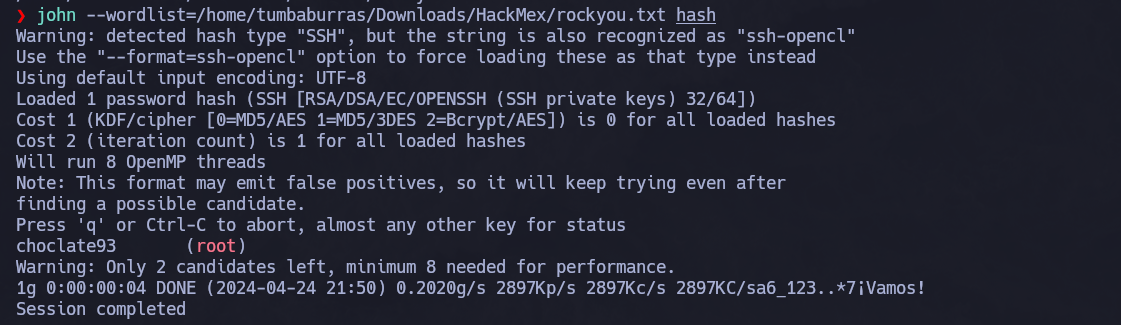 ❯ john --wordlist=/home/tumbaburras/Downloads/HackMex/rockyou.txt hash
Warning: detected hash type "SSH", but the string is also recognized as "ssh-opencl"
Use the "--format=ssh-opencl" option to force loading these as that type instead
Using default input encoding: UTF-8
Loaded 1 password hash (SSH [RSA/DSA/EC/OPENSSH (SSH private keys) 32/64])
Cost 1 (KDF/cipher [0=MD5/AES 1=MD5/3DES 2=Bcrypt/AES]) is 0 for all loaded hashes
Cost 2 (iteration count) is 1 for all loaded hashes
Will run 8 OpenMP threads
Note: This format may emit false positives, so it will keep trying even after
finding a possible candidate.
Press 'q' or Ctrl-C to abort, almost any other key for status
choclate93       (root)
Warning: Only 2 candidates left, minimum 8 needed for performance.
1g 0:00:00:04 DONE (2024-04-24 21:50) 0.2020g/s 2897Kp/s 2897Kc/s 2897KC/sa6_123..*7¡Vamos!
Session completed